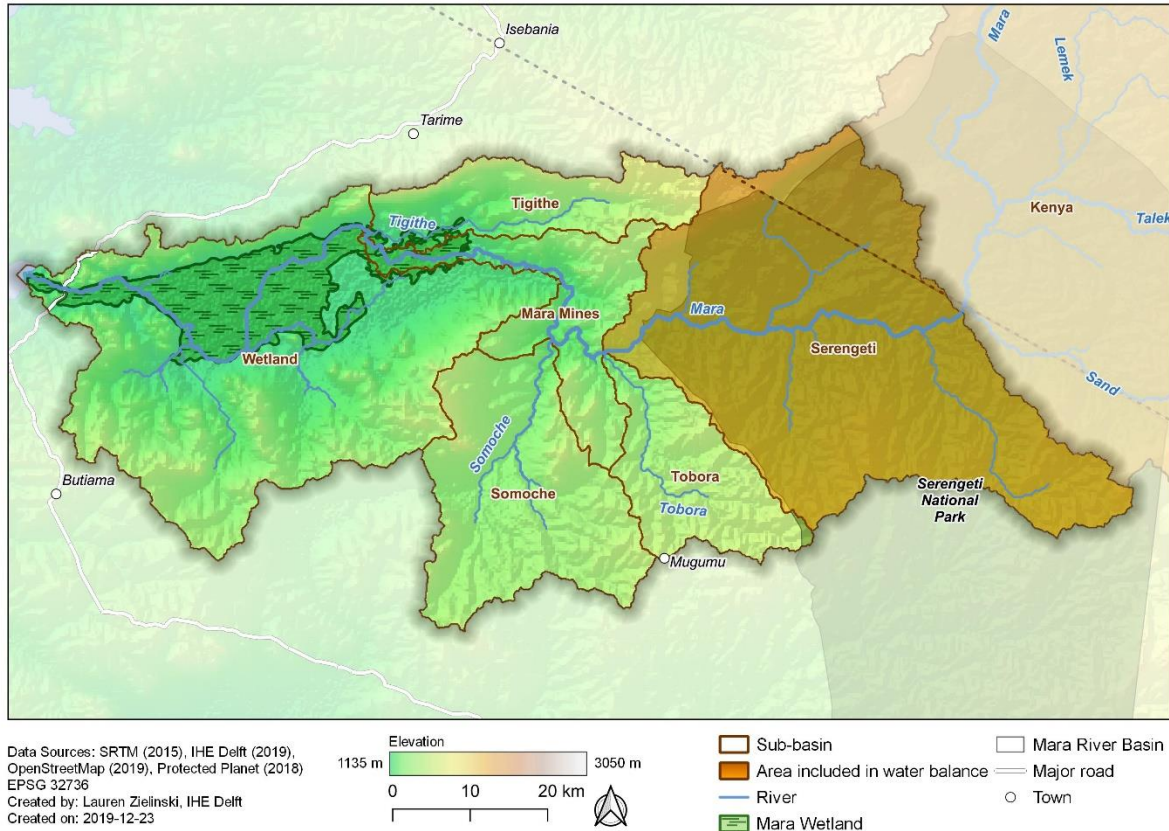 Isebania
Mara
Lemek
Tarime
Tigithe
Tigithe
Kenya
Talek
Mara Mines
Mara
Serengeti
Wetland
Sand
Somoche
Tobora
Butiama
Somoche
Tobora
Serengeti
National
Park
Mugumu
Data Sources: SRTM (2015), IHE Delft (2019),
OpenStreetMap (2019), Protected Planet (2018)
EPSG 32736
Created by: Lauren Zielinski, IHE Delft
Created on: 2019-12-23
Elevation
1135 m
3050 m
0 10 20 km
Sub-basin
Area included in water balance
River
Mara Wetland
Mara River Basin
Major road
Town